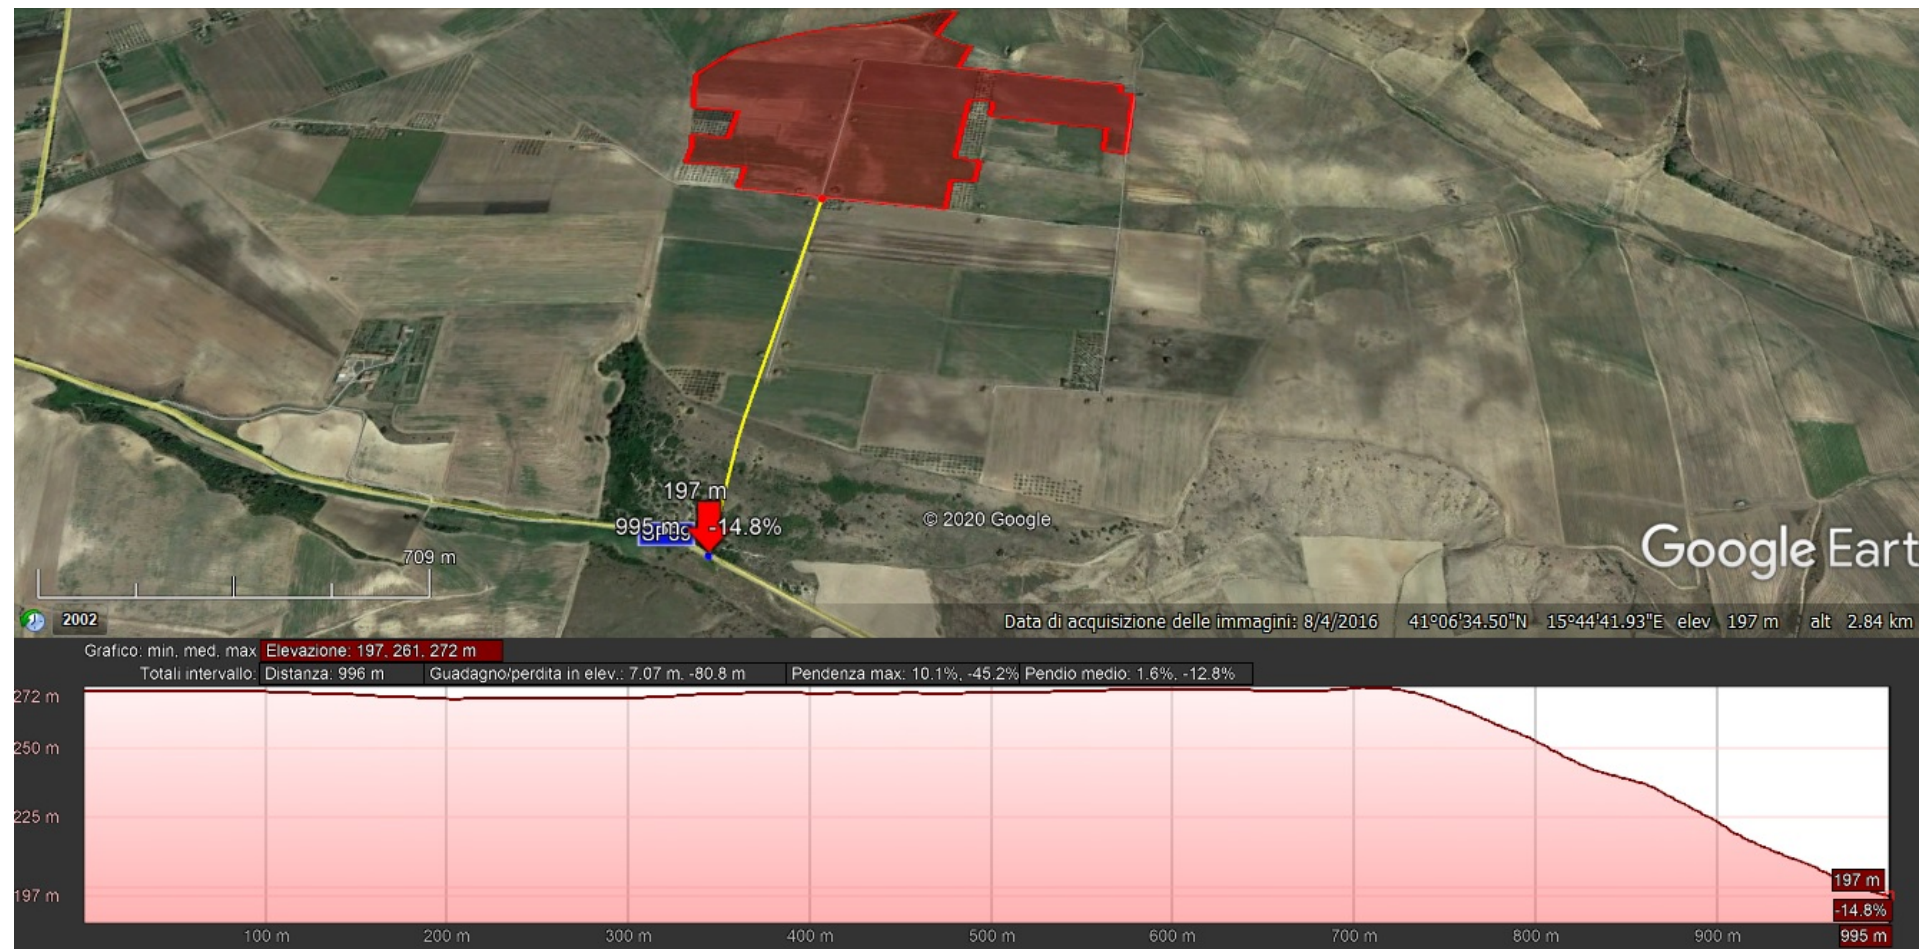 197 m
995 m
-14.8%
SP 89
© 2020 Google
Google Eart
709 m
2002
Data di acquisizione delle immagini: 8/4/2016 41°06'34.50"N 15°44'41.93"E elev 197 m alt 2.84 km
Grafico: min, med, max Elevazione: 197, 261, 272 m
Totali intervallo: Distanza: 996 m Guadagno/perdita in elev.: 7.07 m, -80.8 m Pendenza max: 10.1%, -45.2% Pendio medio: 1.6%, -12.8%
272 m
250 m
225 m
197 m
197 m
-14.8%
100 m 200 m 300 m 400 m 500 m 600 m 700 m 800 m 900 m 995 m